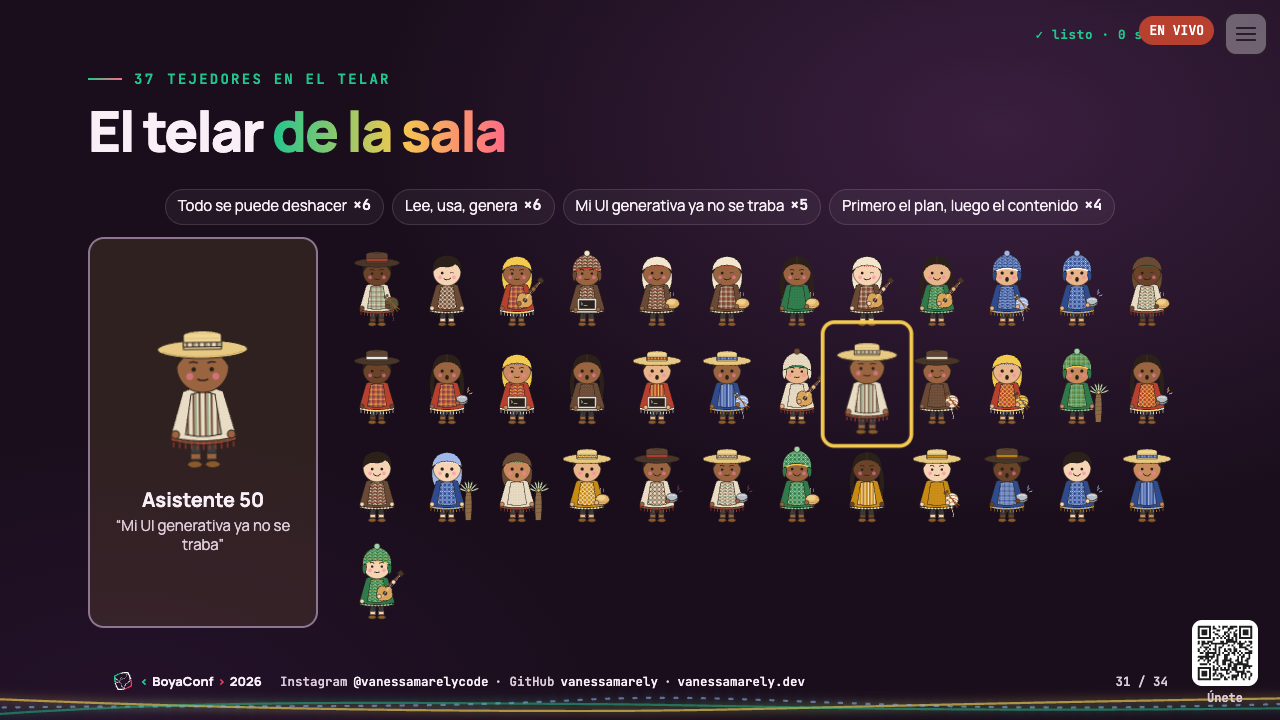 ✓ listo · 0 s
EN VIVO
37 TEJEDORES EN EL TELAR
El telar de la sala
Todo se puede deshacer ×6
Lee, usa, genera ×6
Mi UI generativa ya no se traba ×5
Primero el plan, luego el contenido ×4
Asistente 50
“Mi UI generativa ya no se
traba”
‹ BoyaConf › 2026 Instagram @vanessamarelycode · GitHub vanessamarely · vanessamarely.dev
31 / 34
Únete